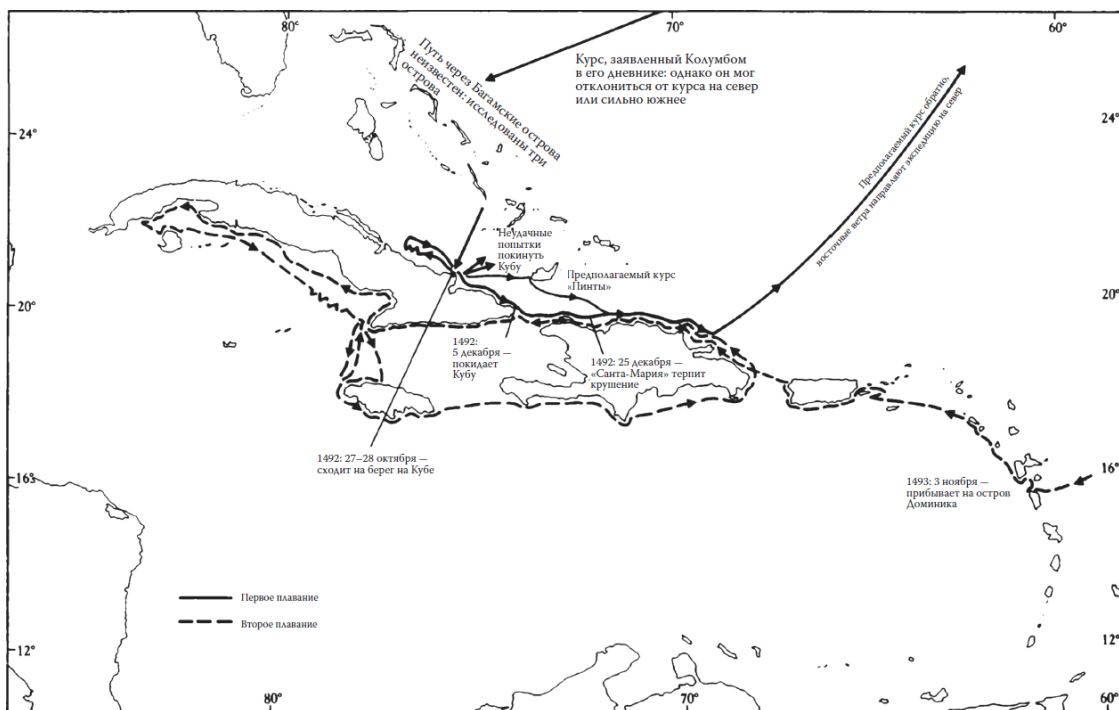 80°
70°
60°
Путь через Багамские острова
неизвестен: исследованы три
острова
Курс, заявленный Колумбом
в его дневнике: однако он мог
отклониться от курса на север
или сильно южнее
24°
24°
Предполагаемый курс обратно,
восточные ветра направляют экспедицию на север
Неудачные
попытки
покинуть
Кубу
Предполагаемый курс
«Пинты»
20°
20°
1492:
5 декабря —
покидает
Кубу
1492: 25 декабря —
«Санта-Мария» терпит
крушение
1492: 27–28 октября —
сходит на берег на Кубе
16°
16°
1493: 3 ноября —
прибывает на остров
Доминика
Первое плавание
Второе плавание
12°
12°
80°
70°
60°